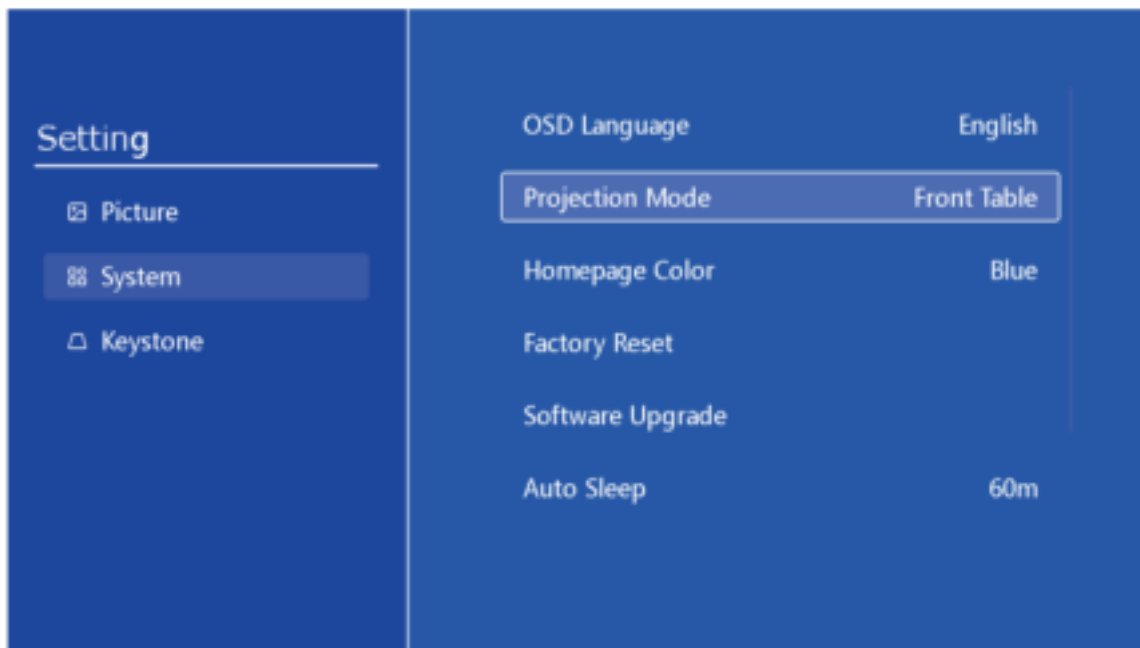 Setting
Picture
System
Keystone
OSD Language English
Projection Mode Front Table
Homepage Color Blue
Factory Reset
Software Upgrade
Auto Sleep 60m